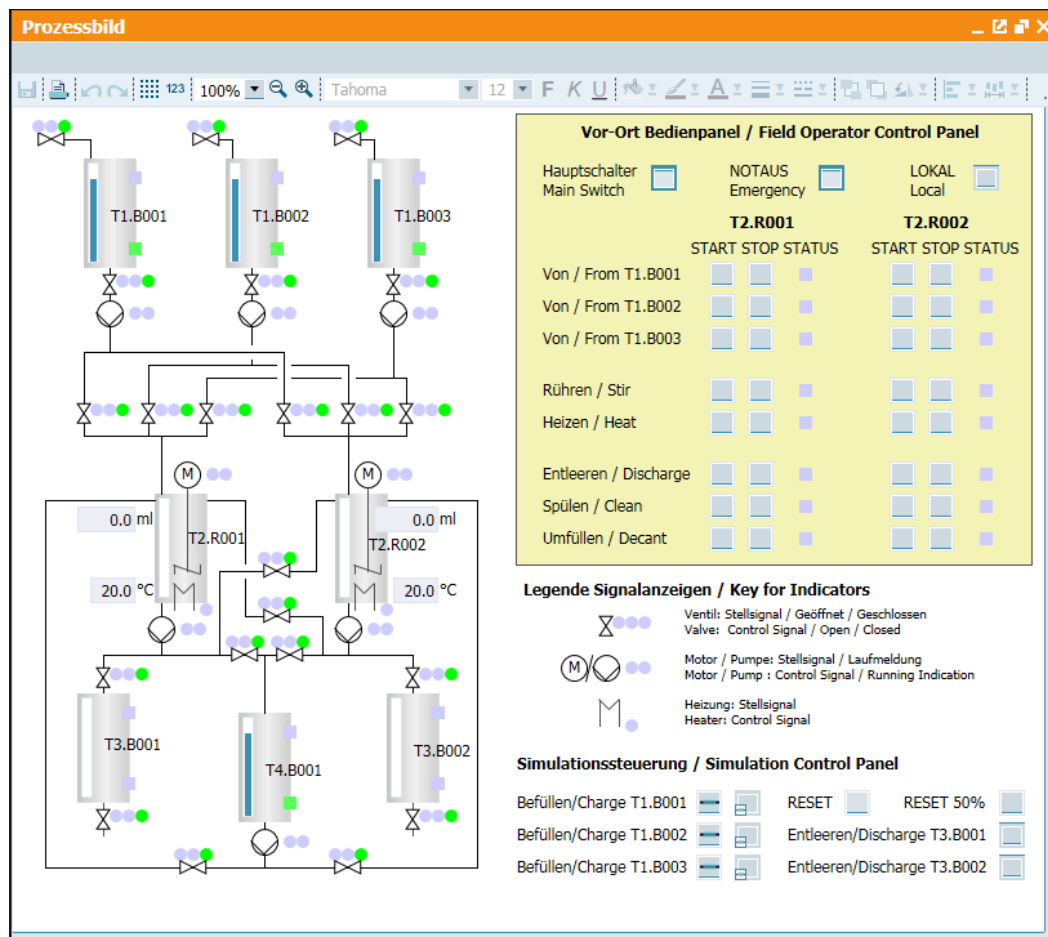 Prozessbild
123 100% Tahoma 12 F K U A
Vor-Ort Bedienpanel / Field Operator Control Panel
Hauptschalter
Main Switch
NOTAUS
Emergency
LOKAL
Local
T2.R001 T2.R002
START STOP STATUS START STOP STATUS
Von / From T1.B001
Von / From T1.B002
Von / From T1.B003
Rühren / Stir
Heizen / Heat
Entleeren / Discharge
Spülen / Clean
Umfüllen / Decant
T1.B001 T1.B002 T1.B003
M M
0.0 ml 0.0 ml
T2.R001 T2.R002
20.0 °C 20.0 °C
T3.B001 T3.B002
T4.B001
Legende Signalanzeigen / Key for Indicators
Ventil: Stellsignal / Geöffnet / Geschlossen
Valve: Control Signal / Open / Closed
M /
Motor / Pumpe: Stellsignal / Laufmeldung
Motor / Pump : Control Signal / Running Indication
Heizung: Stellsignal
Heater: Control Signal
Simulationssteuerung / Simulation Control Panel
Befüllen/Charge T1.B001 RESET RESET 50%
Befüllen/Charge T1.B002 Entleeren/Discharge T3.B001
Befüllen/Charge T1.B003 Entleeren/Discharge T3.B002